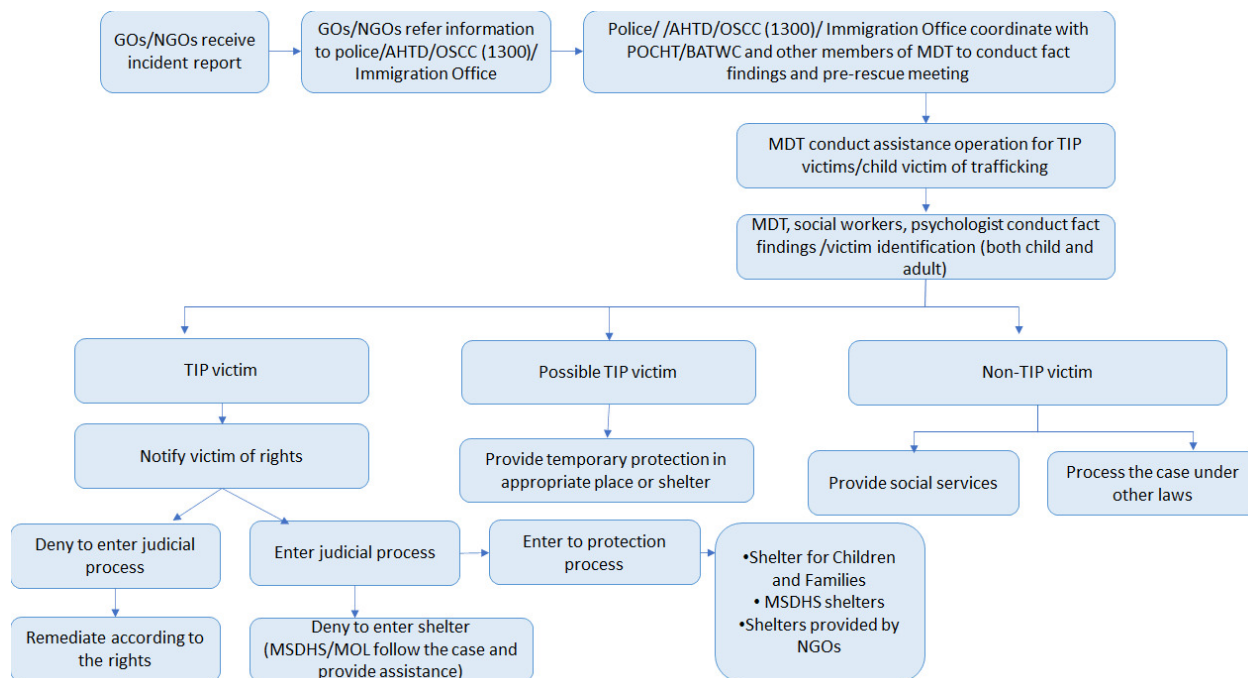 GOs/NGOs receive
incident report
GOs/NGOs refer information
to police/AHTD/OSCC (1300)/
Immigration Office
Police/ /AHTD/OSCC (1300)/ Immigration Office coordinate with
POCHT/BATWC and other members of MDT to conduct fact
findings and pre-rescue meeting
MDT conduct assistance operation for TIP
victims/child victim of trafficking
MDT, social workers, psychologist conduct fact
findings /victim identification (both child and
adult)
TIP victim
Possible TIP victim
Non-TIP victim
Notify victim of rights
Provide temporary protection in
appropriate place or shelter
Provide social services
Process the case under
other laws
Deny to enter judicial
process
Enter judicial process
Enter to protection
process
•Shelter for Children
and Families
• MSDHS shelters
•Shelters provided by
NGOs
Remediate according to
the rights
Deny to enter shelter
(MSDHS/MOL follow the case and
provide assistance)